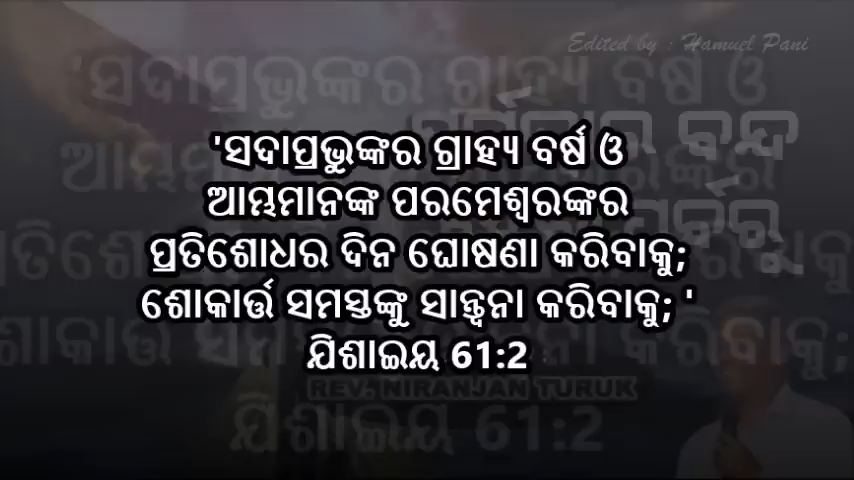 Edited by : Hamuel Pani
'ସଦାପ୍ରଭୁଙ୍କର ଗ୍ରାହ୍ୟ ବର୍ଷ ଓ
ଆମ୍ଭମାନଙ୍କ ପରମେଶ୍ୱରଙ୍କର
ପ୍ରତିଶୋଧର ଦିନ ଘୋଷଣା କରିବାକୁ;
ଶୋକାର୍ତ୍ତ ସମସ୍ତଙ୍କୁ ସାନ୍ତ୍ୱନା କରିବାକୁ; '
ଯିଶାଇୟ 61:2
REV. NIRANJAN TURUK